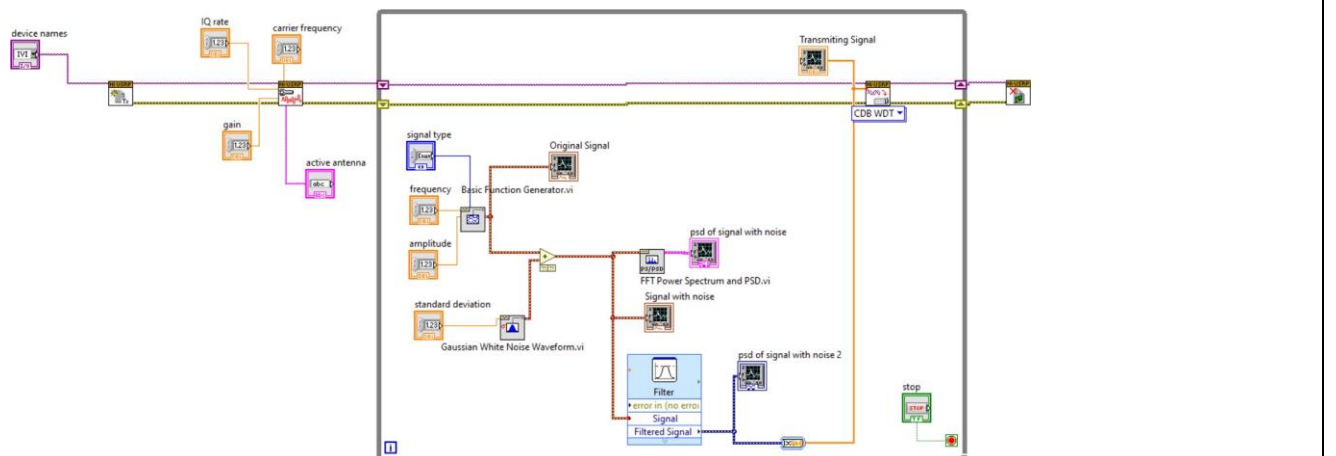 IQ rate
carrier frequency
device names
Transmiting Signal
gain
active antenna
CDB WDT
signal type
Original Signal
frequency
Basic Function Generator.vi
amplitude
psd of signal with noise
PS/PSD
FFT Power Spectrum and PSD.vi
Signal with noise
standard deviation
Gaussian White Noise Waveform.vi
psd of signal with noise 2
Filter
error in (no erro
Signal
Filtered Signal
stop
STOP
i